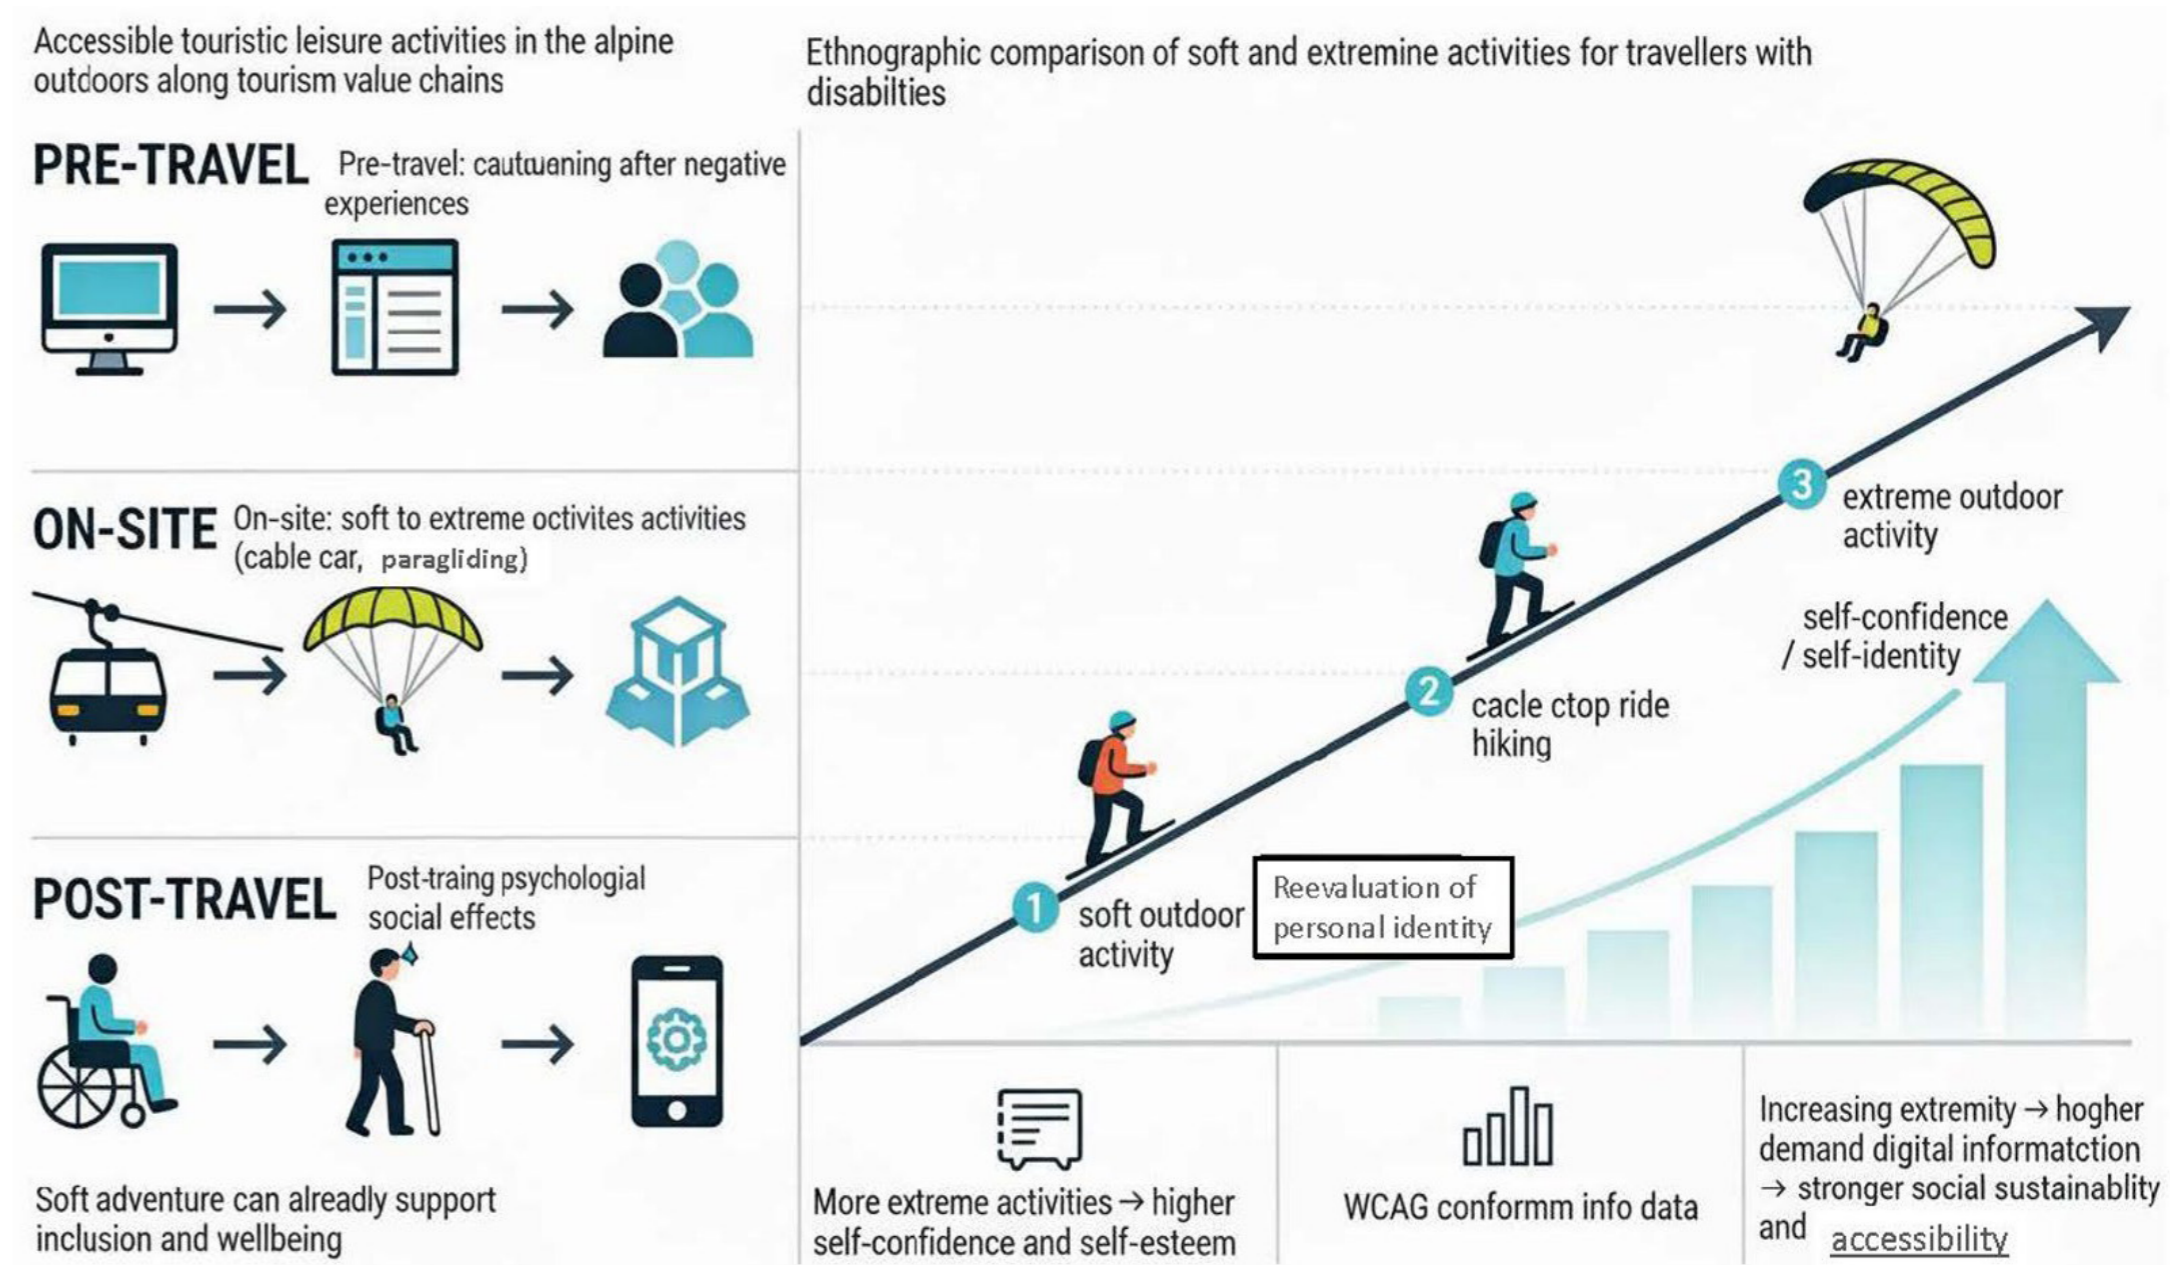 Accessible touristic leisure activities in the alpine
outdoors along tourism value chains
PRE-TRAVEL
Pre-travel: cautwening after negative
experiences
ON-SITE
On-site: soft to extreme octivites activities
(cable car, paragliding)
POST-TRAVEL
Post-traing psychologial
social effects
Soft adventure can alreadly support
inclusion and wellbeing
Ethnographic comparison of soft and extremine activities for travellers with
disabilties
3
extreme outdoor
activity
self-confidence
/ self-identity
2
cacle ctop ride
hiking
1
soft outdoor
activity
Reevaluation of
personal identity
More extreme activities → higher
self-confidence and self-esteem
WCAG conformm info data
Increasing extremity → hogher
demand digital informatction
→ stronger social sustainablity
and accessibility